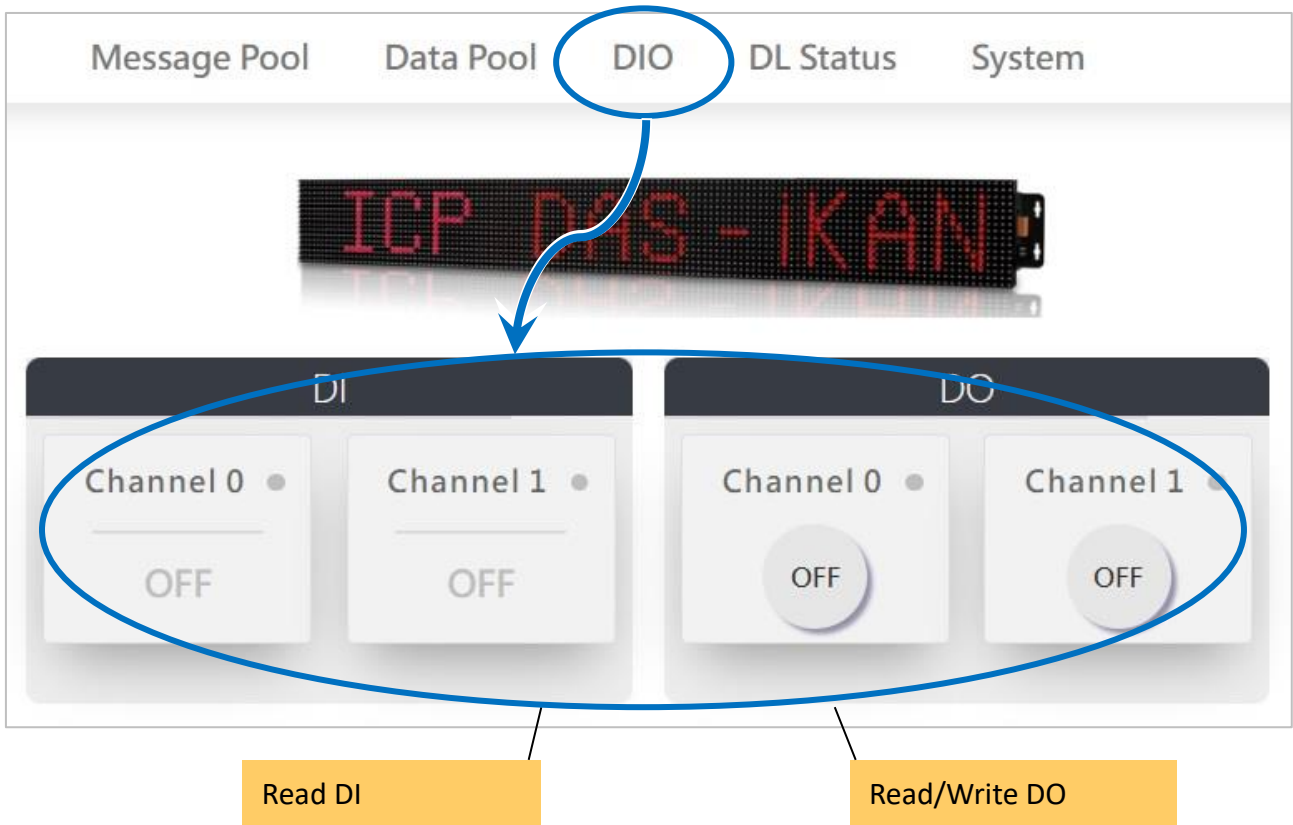 Message Pool Data Pool DIO DL Status System
ICP DAS - iKAN
DI
Channel 0
OFF
Channel 1
OFF
DO
Channel 0
OFF
Channel 1
OFF
Read DI
Read/Write DO